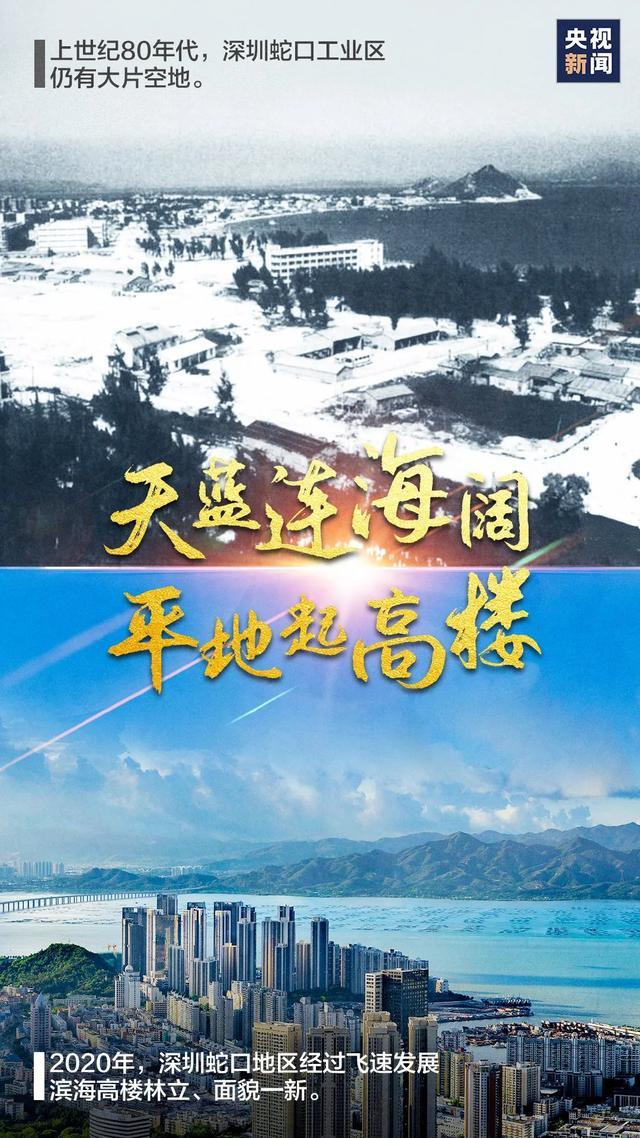 上世纪80年代，深圳蛇口工业区
仍有大片空地。
央视
新闻
天蓝连海阔
平地起高楼
2020年，深圳蛇口地区经过飞速发展
滨海高楼林立、面貌一新。